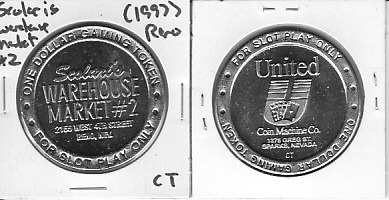 Scolaris
warehouse
market
#2
(1997)
Reno
ONE DOLLAR GAMING TOKEN
Scolari's
WAREHOUSE
MARKET #2
2155 WEST 4TH STREET
RENO, NV.
FOR SLOT PLAY ONLY
CT
FOR SLOT PLAY ONLY
United
Coin Machine Co.
SPARKS, NEVADA
CT
ONE DOLLAR GAMING TOKEN